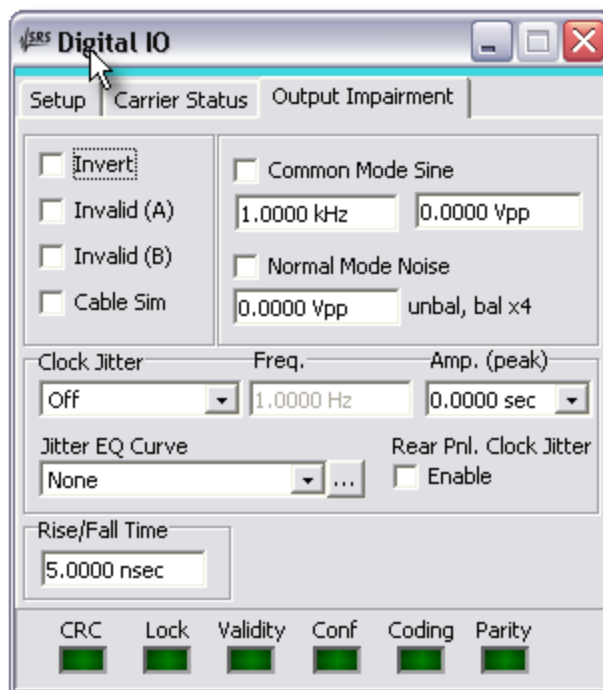 SRS Digital IO
Setup Carrier Status Output Impairment
Invert
Invalid (A)
Invalid (B)
Cable Sim
Common Mode Sine
1.0000 kHz 0.0000 Vpp
Normal Mode Noise
0.0000 Vpp unbal, bal x4
Clock Jitter Freq. Amp. (peak)
Off 1.0000 Hz 0.0000 sec
Jitter EQ Curve Rear Pnl. Clock Jitter
None ... Enable
Rise/Fall Time
5.0000 nsec
CRC Lock Validity Conf Coding Parity